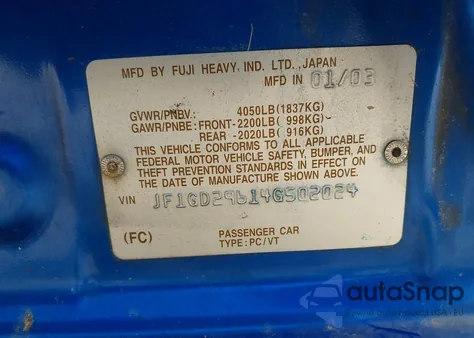 MFD BY FUJI HEAVY IND. LTD., JAPAN
MFD IN 01/03
GVWR/PNBV: 4050LB(1837KG)
GAWR/PNBE: FRONT-2200LB( 998KG)
REAR -2020LB( 916KG)
THIS VEHICLE CONFORMS TO ALL APPLICABLE
FEDERAL MOTOR VEHICLE SAFETY, BUMPER, AND
THEFT PREVENTION STANDARDS IN EFFECT ON
THE DATE OF MANUFACTURE SHOWN ABOVE.
VIN JF1GD29614G502024
(FC) PASSENGER CAR
TYPE: PC/VT
autaSnap